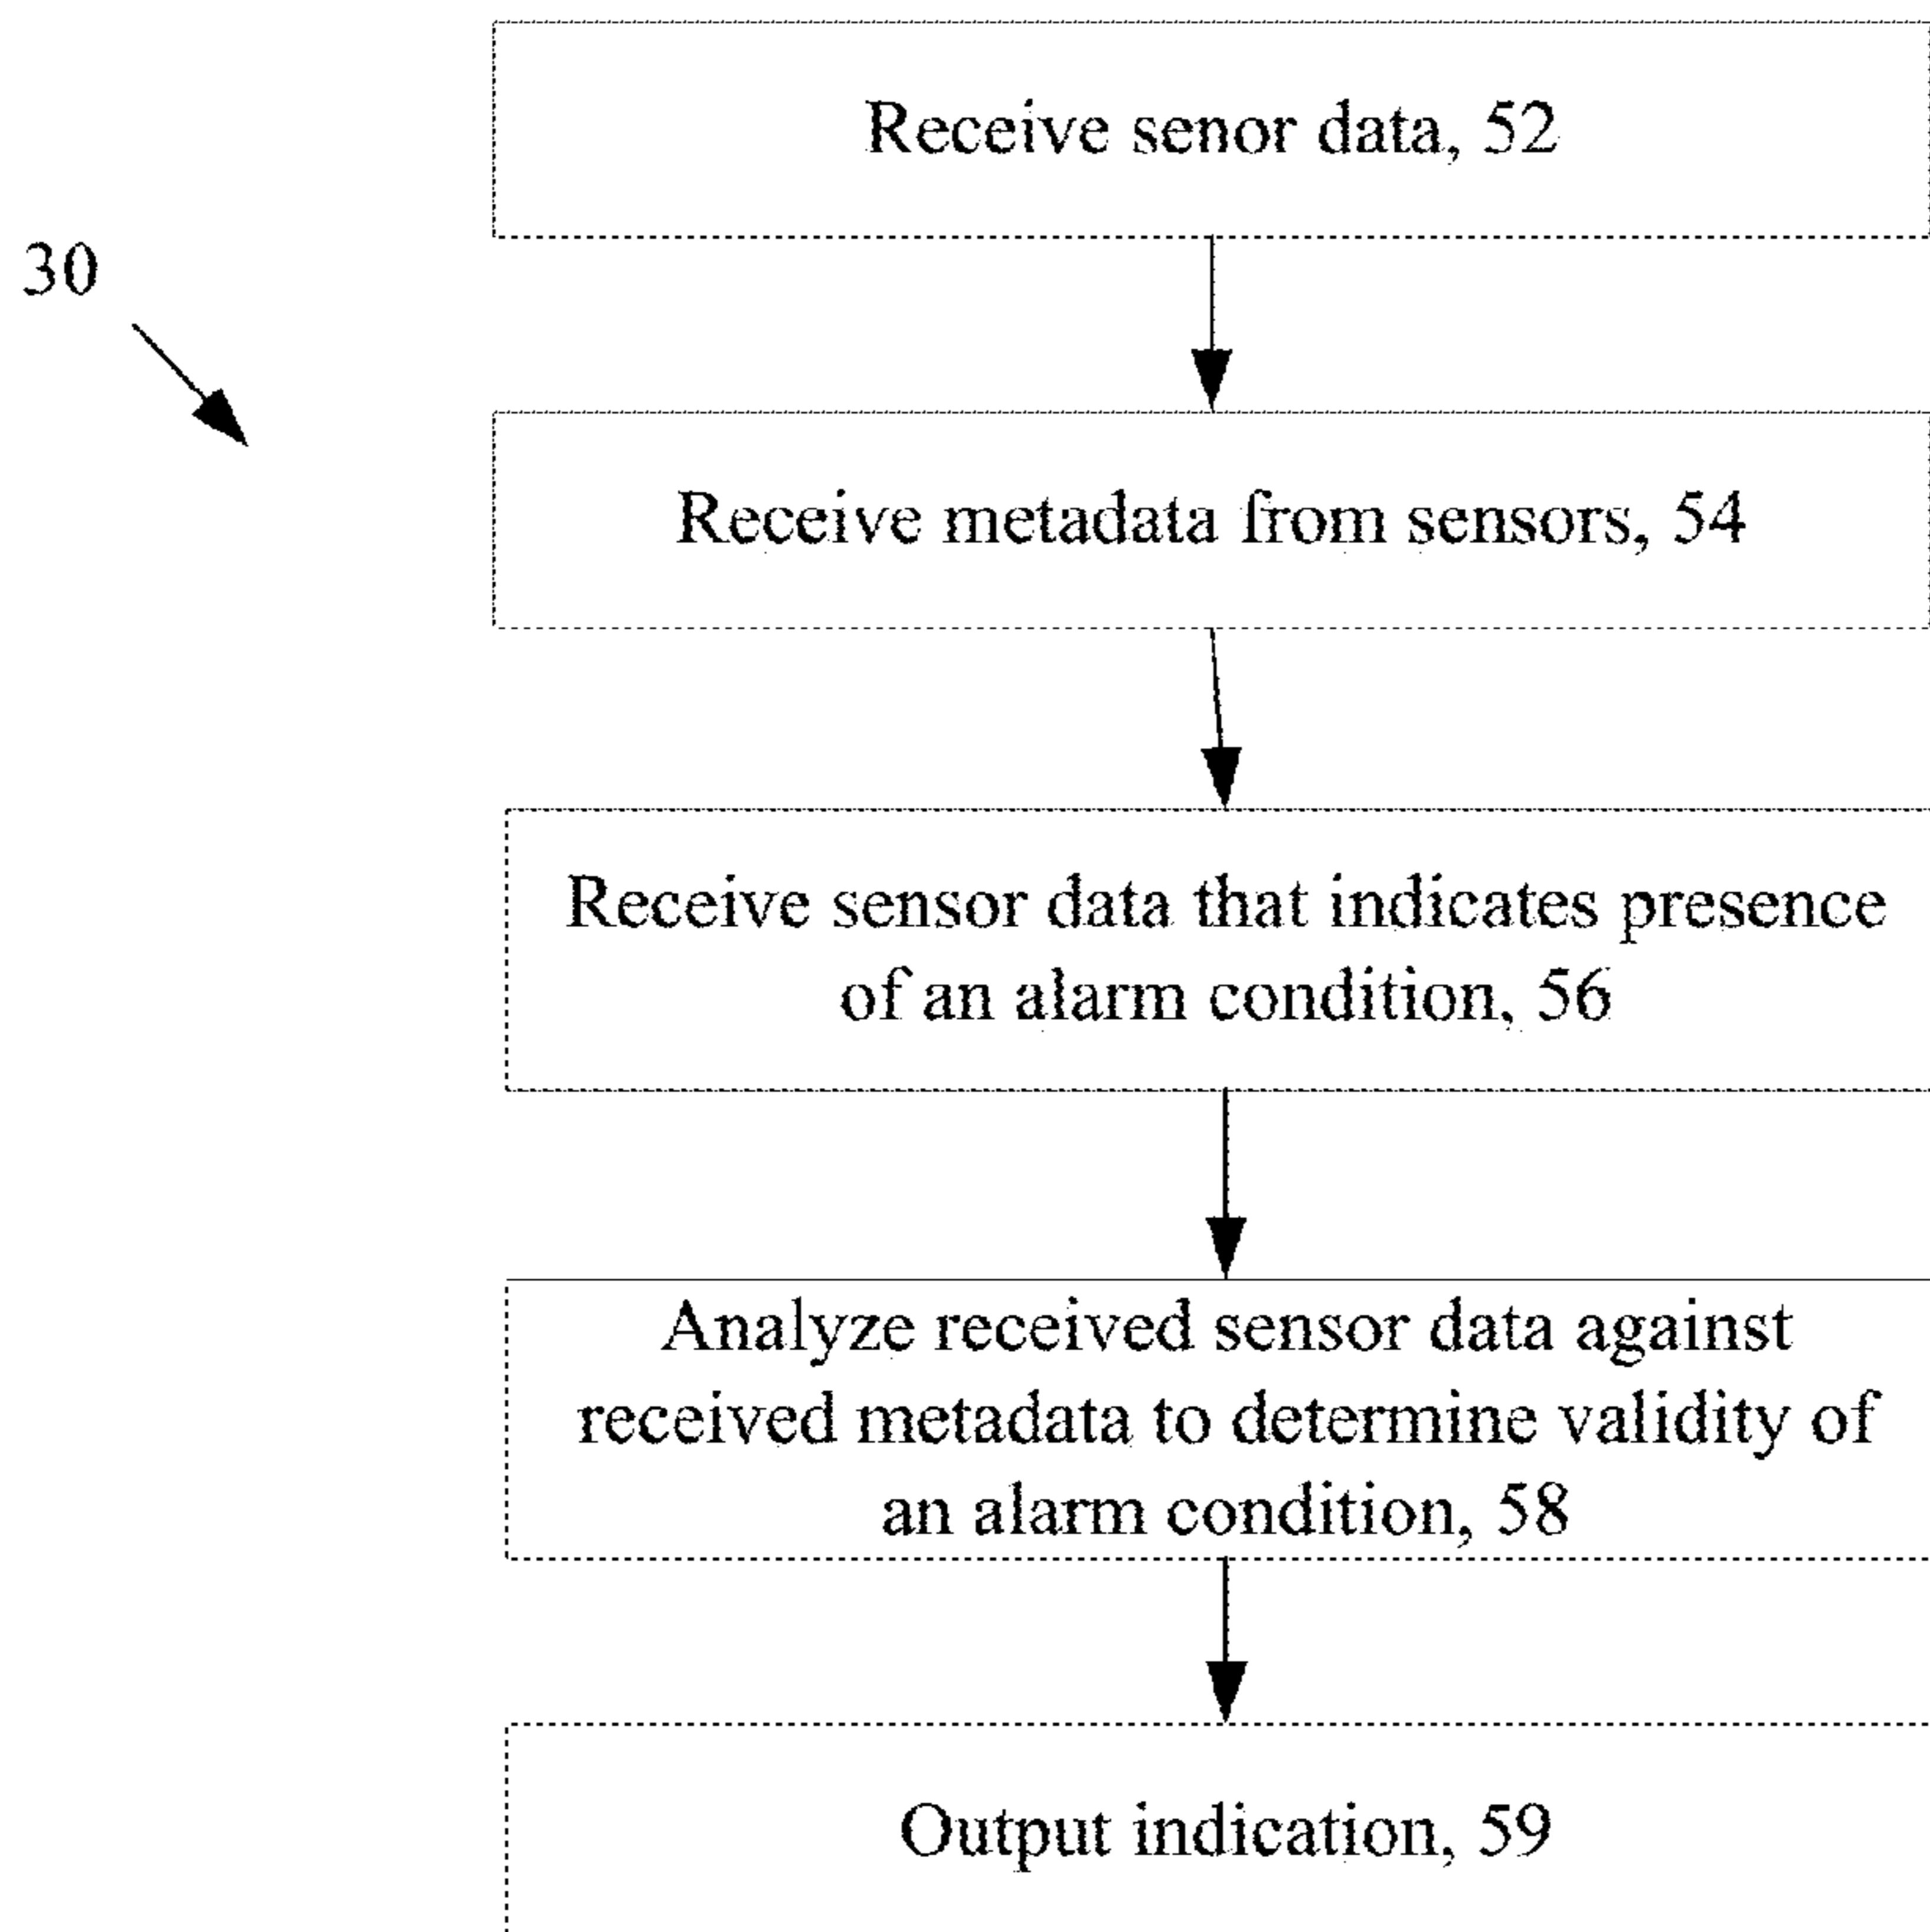 Receive senor data, 52
30
Receive metadata from sensors, 54
Receive sensor data that indicates presence
of an alarm condition, 56
Analyze received sensor data against
received metadata to determine validity of
an alarm condition, 58
Output indication, 59